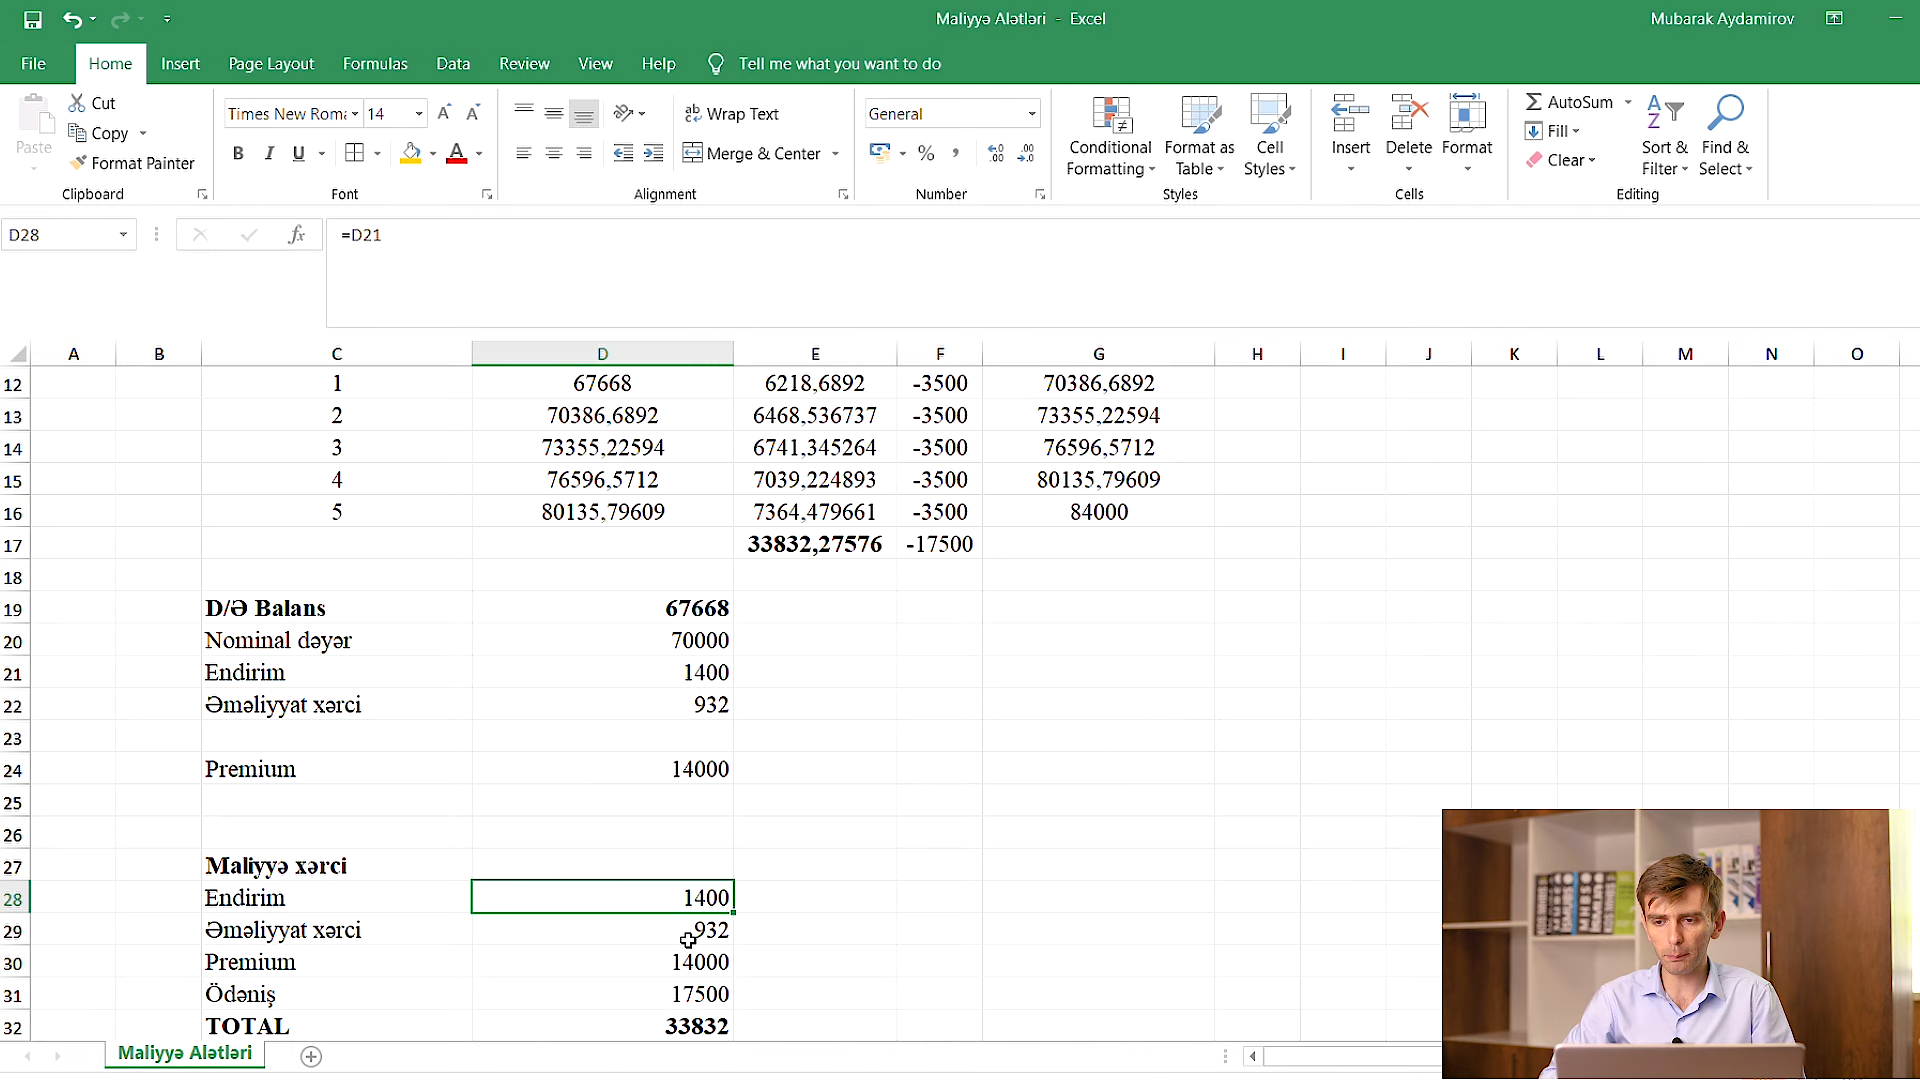 Maliyyə Alətləri - Excel
Mubarak Aydamirov
File Home Insert Page Layout Formulas Data Review View Help Tell me what you want to do
Paste
Cut
Copy
Format Painter
Clipboard
Times New Roma 14
B I U A
Font
Wrap Text
Merge & Center
Alignment
General
%
Number
Conditional Formatting
Format as Table
Cell Styles
Styles
Insert Delete Format
Cells
AutoSum
Fill
Clear
Sort & Filter
Find & Select
Editing
D28 fx =D21
A B C D E F G H I J K L M N O
12 1 67668 6218,6892 -3500 70386,6892
13 2 70386,6892 6468,536737 -3500 73355,22594
14 3 73355,22594 6741,345264 -3500 76596,5712
15 4 76596,5712 7039,224893 -3500 80135,79609
16 5 80135,79609 7364,479661 -3500 84000
17 33832,27576 -17500
18
19 D/Ə Balans 67668
20 Nominal dəyər 70000
21 Endirim 1400
22 Əməliyyat xərci 932
23
24 Premium 14000
25
26
27 Maliyyə xərci
28 Endirim 1400
29 Əməliyyat xərci 932
30 Premium 14000
31 Ödəniş 17500
32 TOTAL 33832
Maliyyə Alətləri